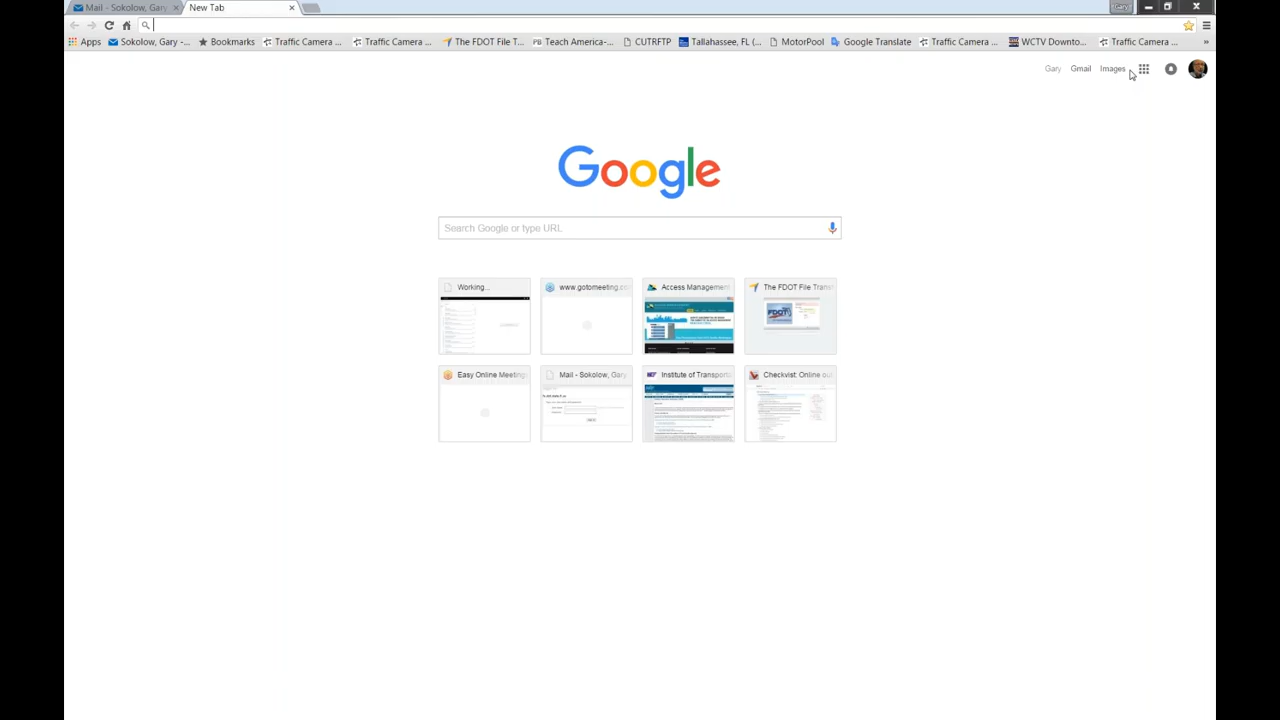 Mail - Sokolow, Gary
New Tab
Gary
Apps
Sokolow, Gary -...
Bookmarks
Traffic Camera ...
Traffic Camera ...
The FDOT File ...
Teach America-...
CUTRFTP
Tallahassee, FL (...
MotorPool
Google Translate
Traffic Camera ...
WCTV Downto...
Traffic Camera ...
»
Gary Gmail Images
Google
Search Google or type URL
Working...
www.gotomeeting.c
Access Management
The FDOT File Trans
FDOT
Easy Online Meeting
Mail - Sokolow, Gary
Institute of Transport
Checkvist: Online ou